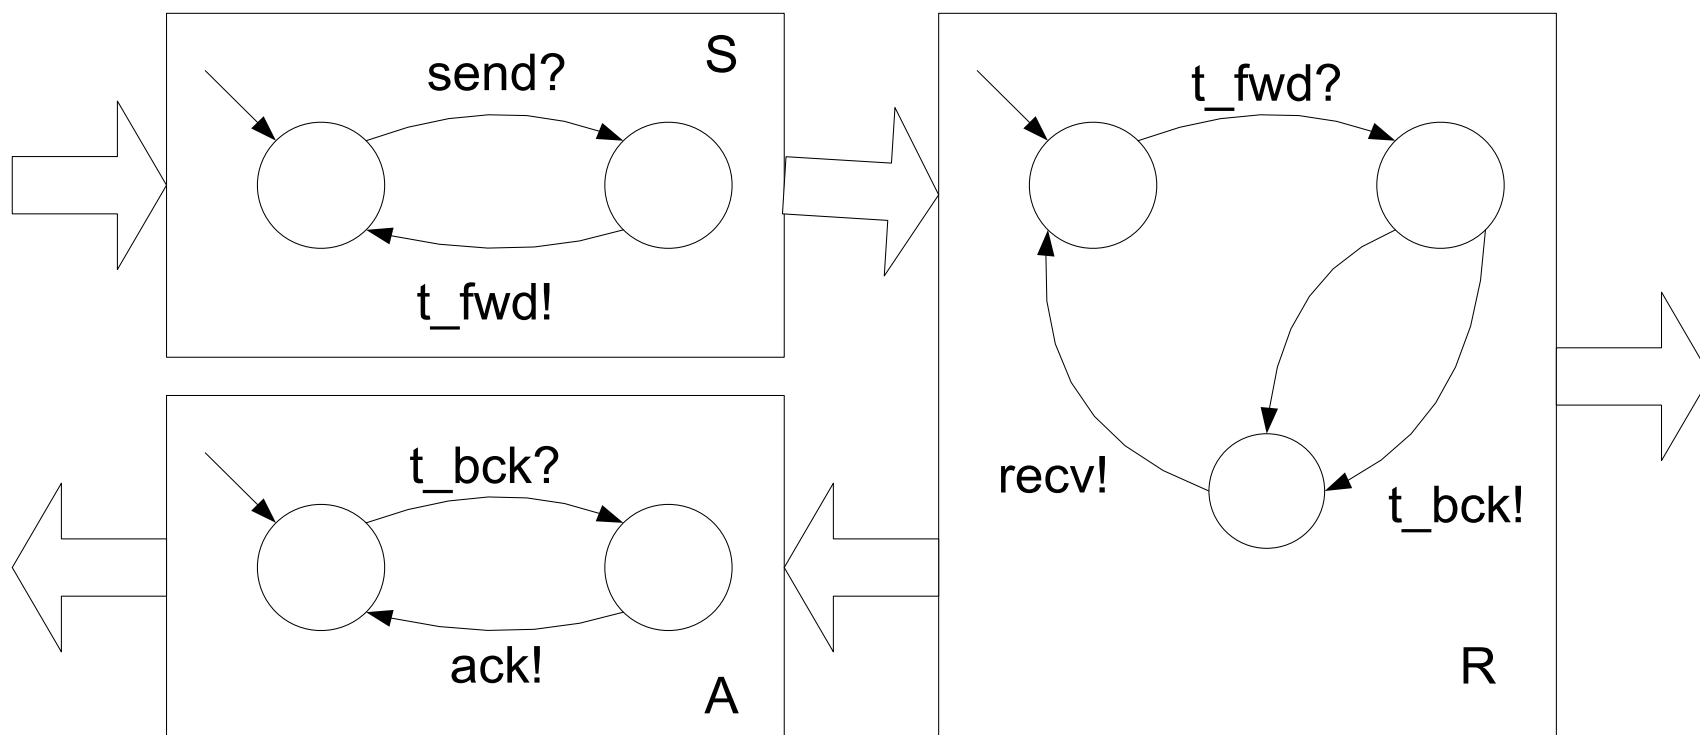 S
send?
t_fwd!
t_fwd?
recv!
t_bck!
R
t_bck?
ack!
A